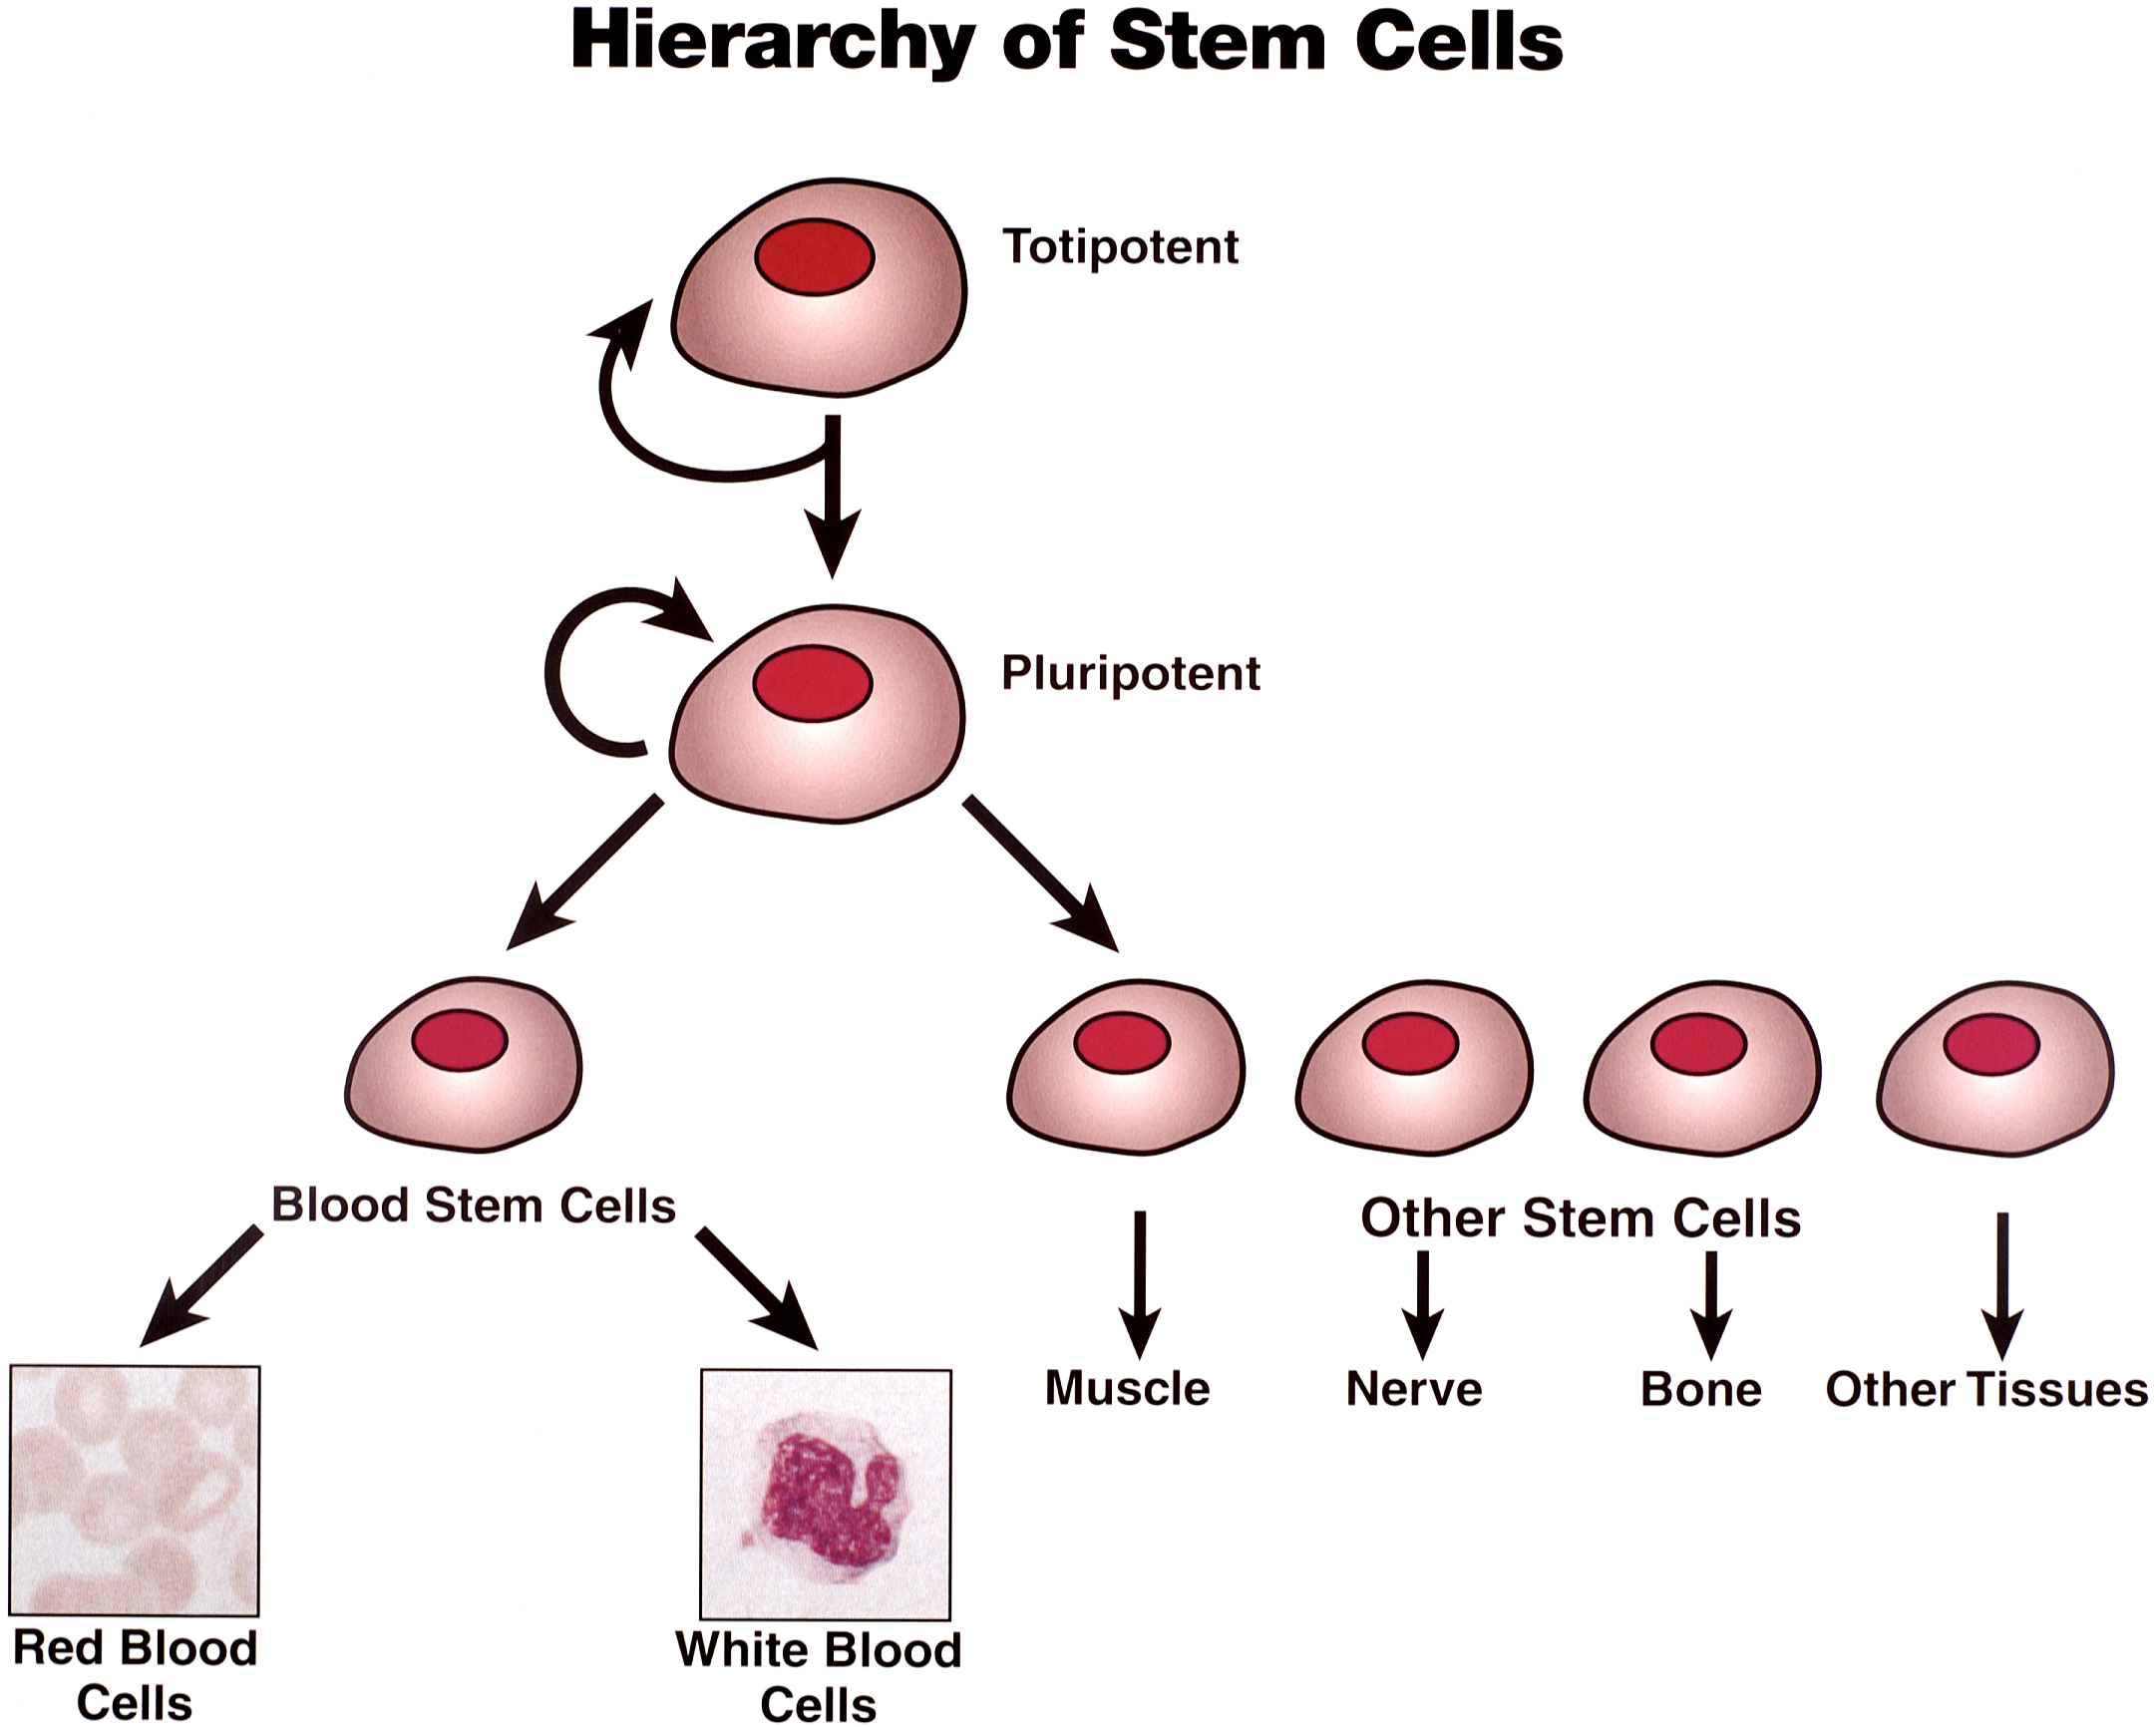 Hierarchy of Stem Cells
Totipotent
Pluripotent
Blood Stem Cells
Other Stem Cells
Muscle
Nerve
Bone
Other Tissues
Red Blood
Cells
White Blood
Cells